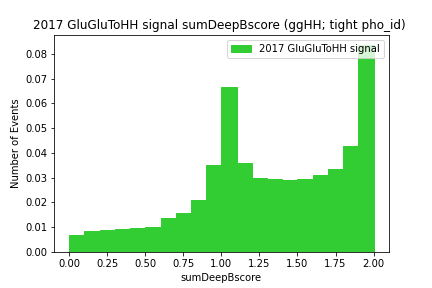 2017 GluGluToHH signal sumDeepBscore (ggHH; tight pho_id)
2017 GluGluToHH signal
Number of Events
0.08
0.07
0.06
0.05
0.04
0.03
0.02
0.01
0.00
0.00 0.25 0.50 0.75 1.00 1.25 1.50 1.75 2.00
sumDeepBscore